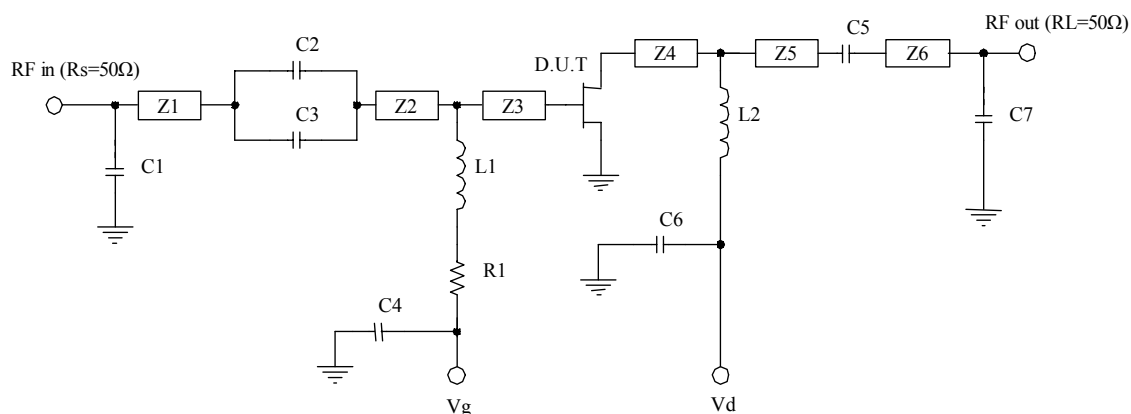 RF in (Rs=50Ω)
C1
Z1
C2
C3
Z2
Z3
L1
R1
C4
Vg
D.U.T
Z4
L2
C6
Vd
Z5
C5
Z6
RF out (RL=50Ω)
C7